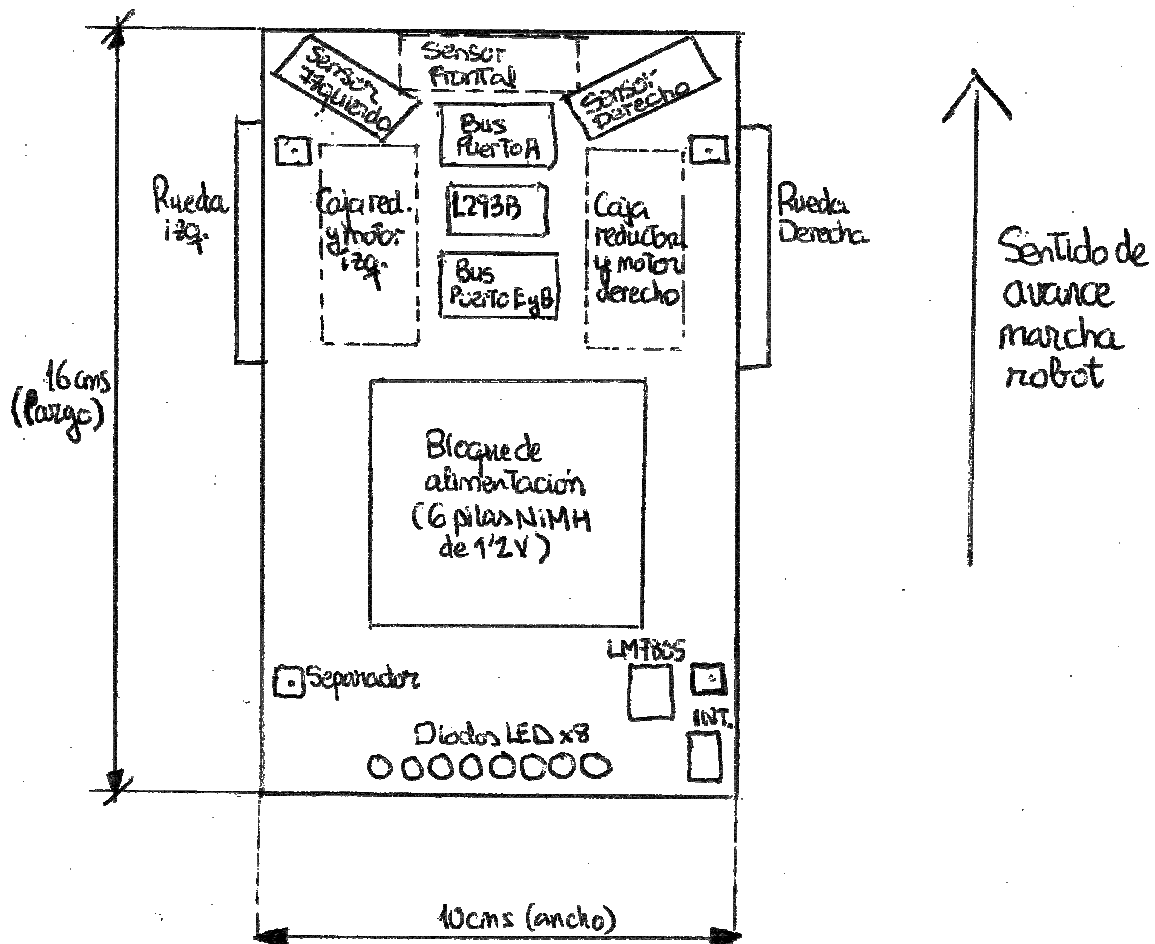 Sensor
Izquierdo
Sensor
Frontal
Sensor
Derecho
Bus
Puerto A
Rueda
izq.
Caja red.
y motor
izq.
L293B
Caja
reductora
y motor
derecho
Rueda
Derecha
Bus
Puerto E y B
Sentido de
avance
marcha
robot
16 cms
(largo)
Bloque de
alimentación
(6 pilas NiMH
de 1'2V)
LM7805
Separador
INT.
Diodos LED x8
10cms (ancho)